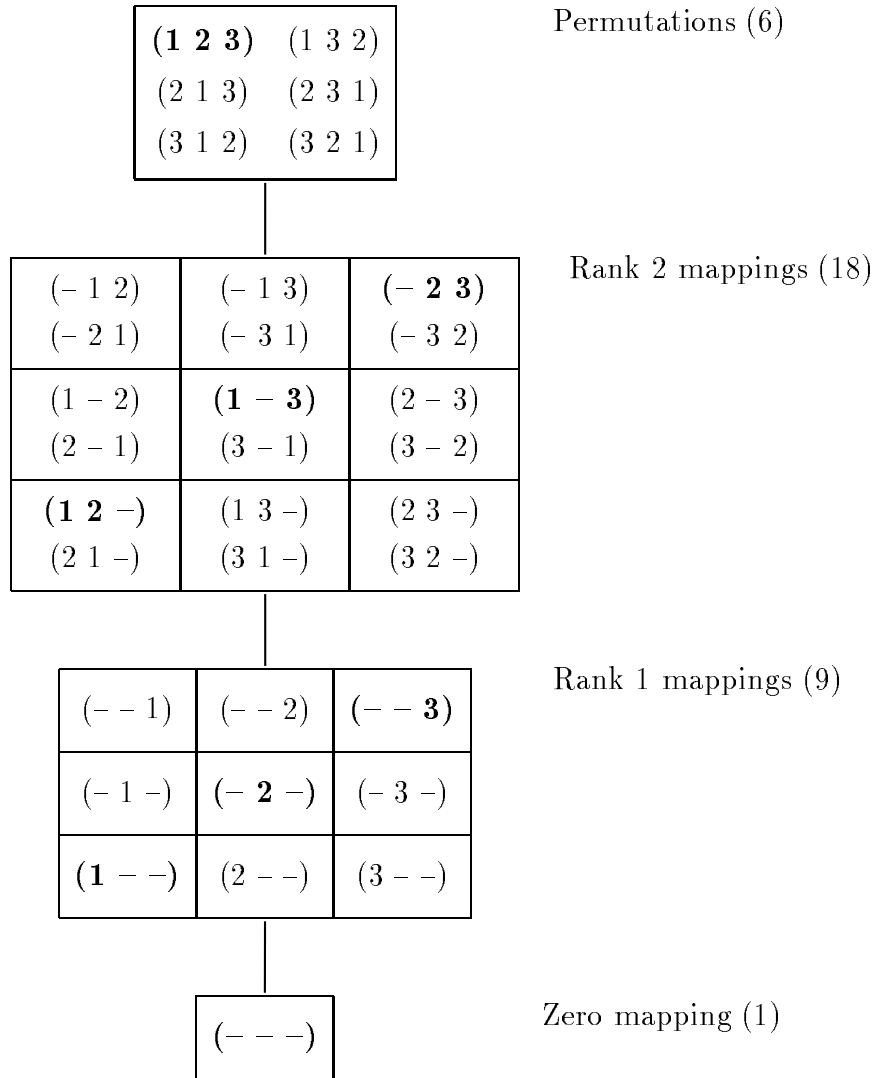 (1 2 3) (1 3 2) Permutations (6)
(2 1 3) (2 3 1)
(3 1 2) (3 2 1)
(– 1 2) (– 1 3) (– 2 3) Rank 2 mappings (18)
(– 2 1) (– 3 1) (– 3 2)
(1 – 2) (1 – 3) (2 – 3)
(2 – 1) (3 – 1) (3 – 2)
(1 2 –) (1 3 –) (2 3 –)
(2 1 –) (3 1 –) (3 2 –)
(– – 1) (– – 2) (– – 3) Rank 1 mappings (9)
(– 1 –) (– 2 –) (– 3 –)
(1 – –) (2 – –) (3 – –)
(– – –) Zero mapping (1)